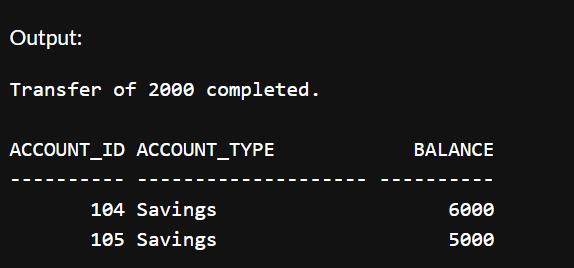 Output:
Transfer of 2000 completed.
ACCOUNT_ID ACCOUNT_TYPE            BALANCE
---------- -------------------- ----------
       104 Savings                    6000
       105 Savings                    5000